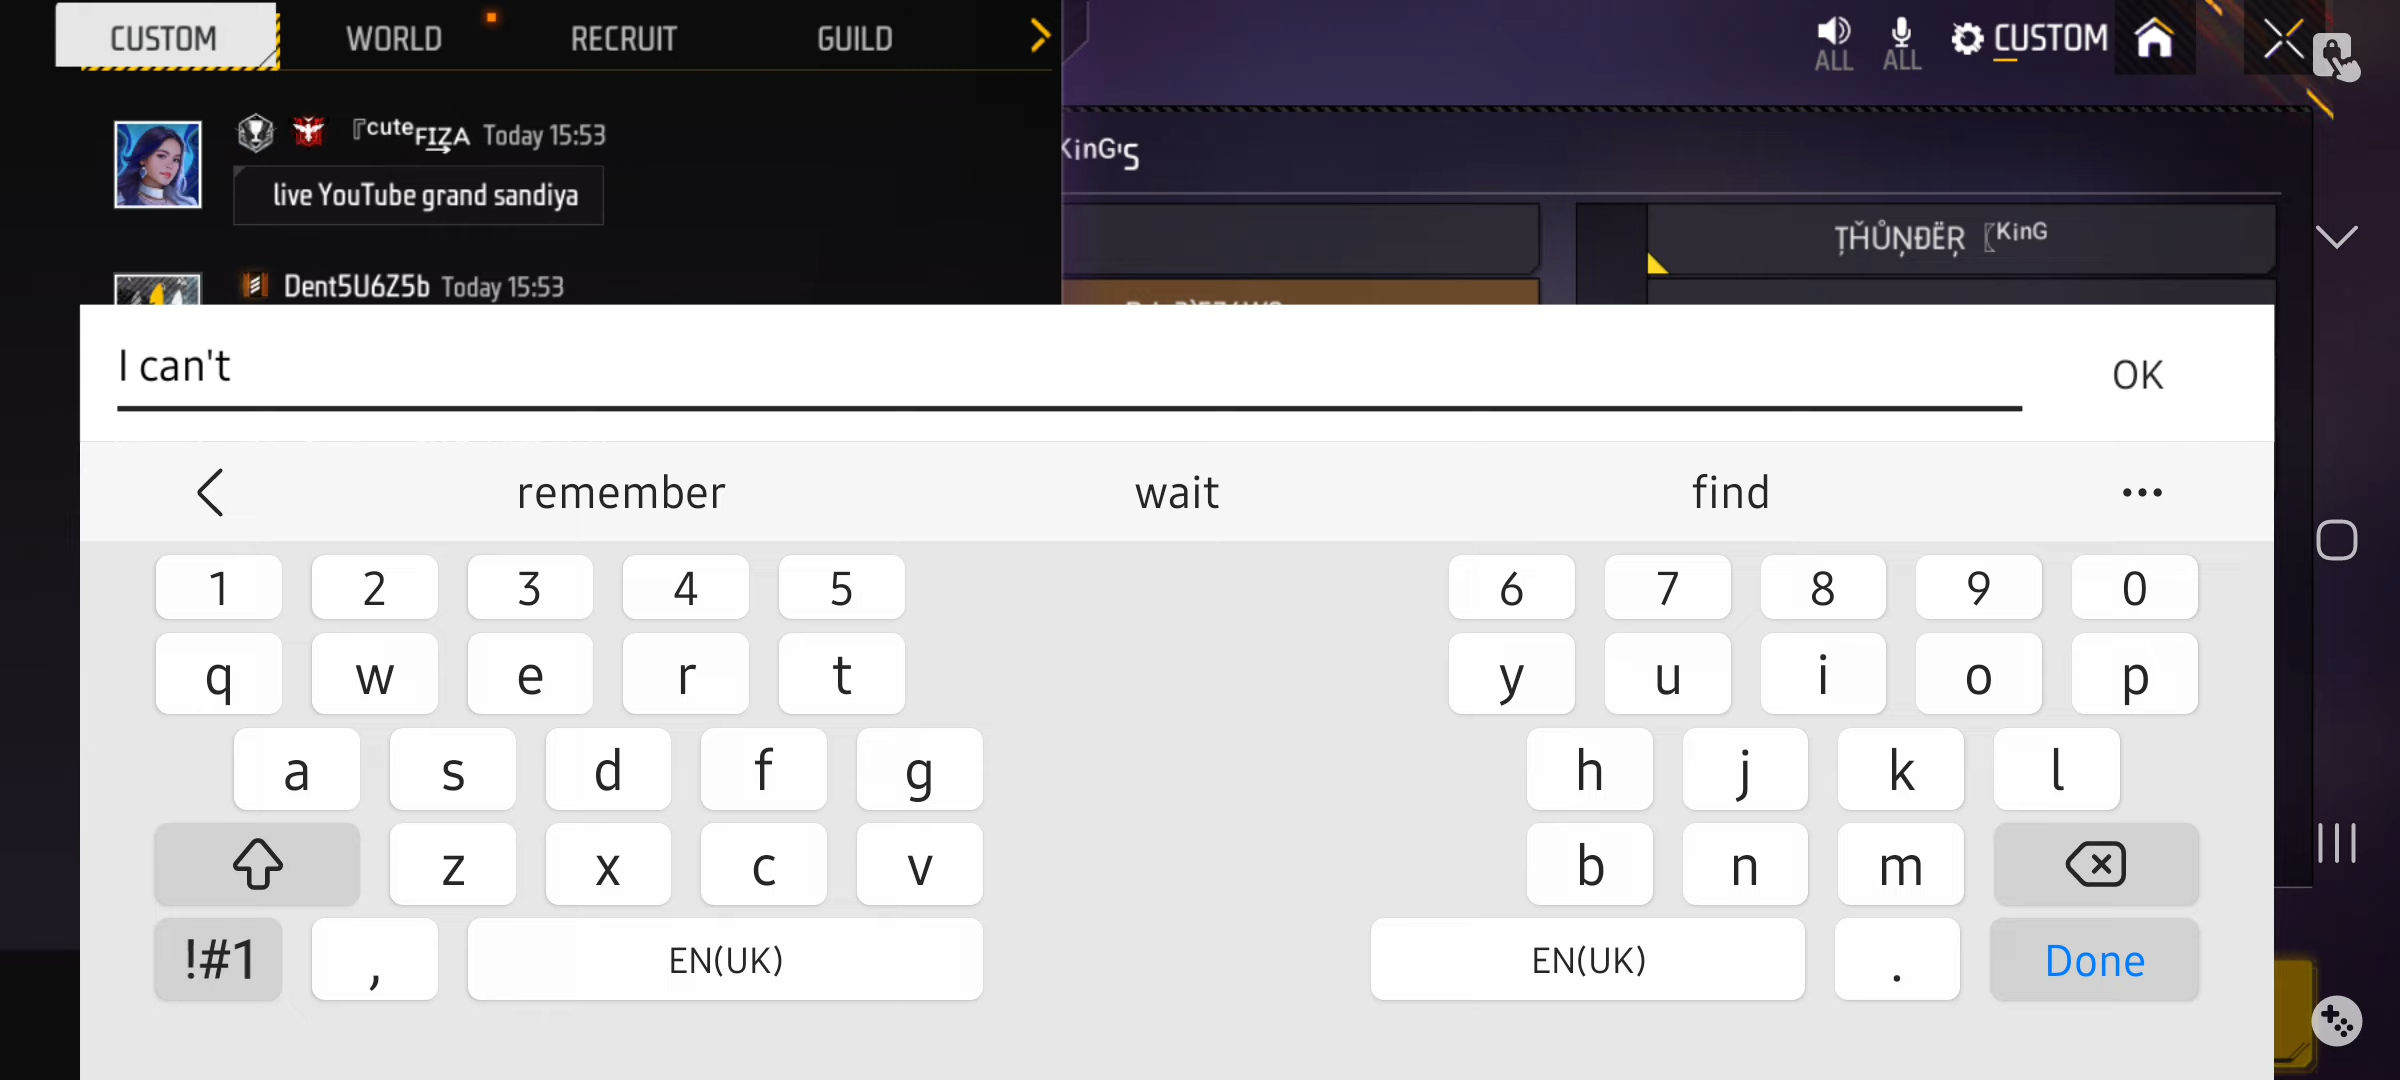 CUSTOM WORLD RECRUIT GUILD
ALL ALL CUSTOM
『cuteFIZA Today 15:53
live YouTube grand sandiya
Dent5U6Z5b Today 15:53
KinG'S
ṬȞŮŅĐËŖ 〖KinG
I can't
OK
remember wait find
1 2 3 4 5 6 7 8 9 0
q w e r t y u i o p
a s d f g h j k l
z x c v b n m
!#1 , EN(UK) EN(UK) . Done